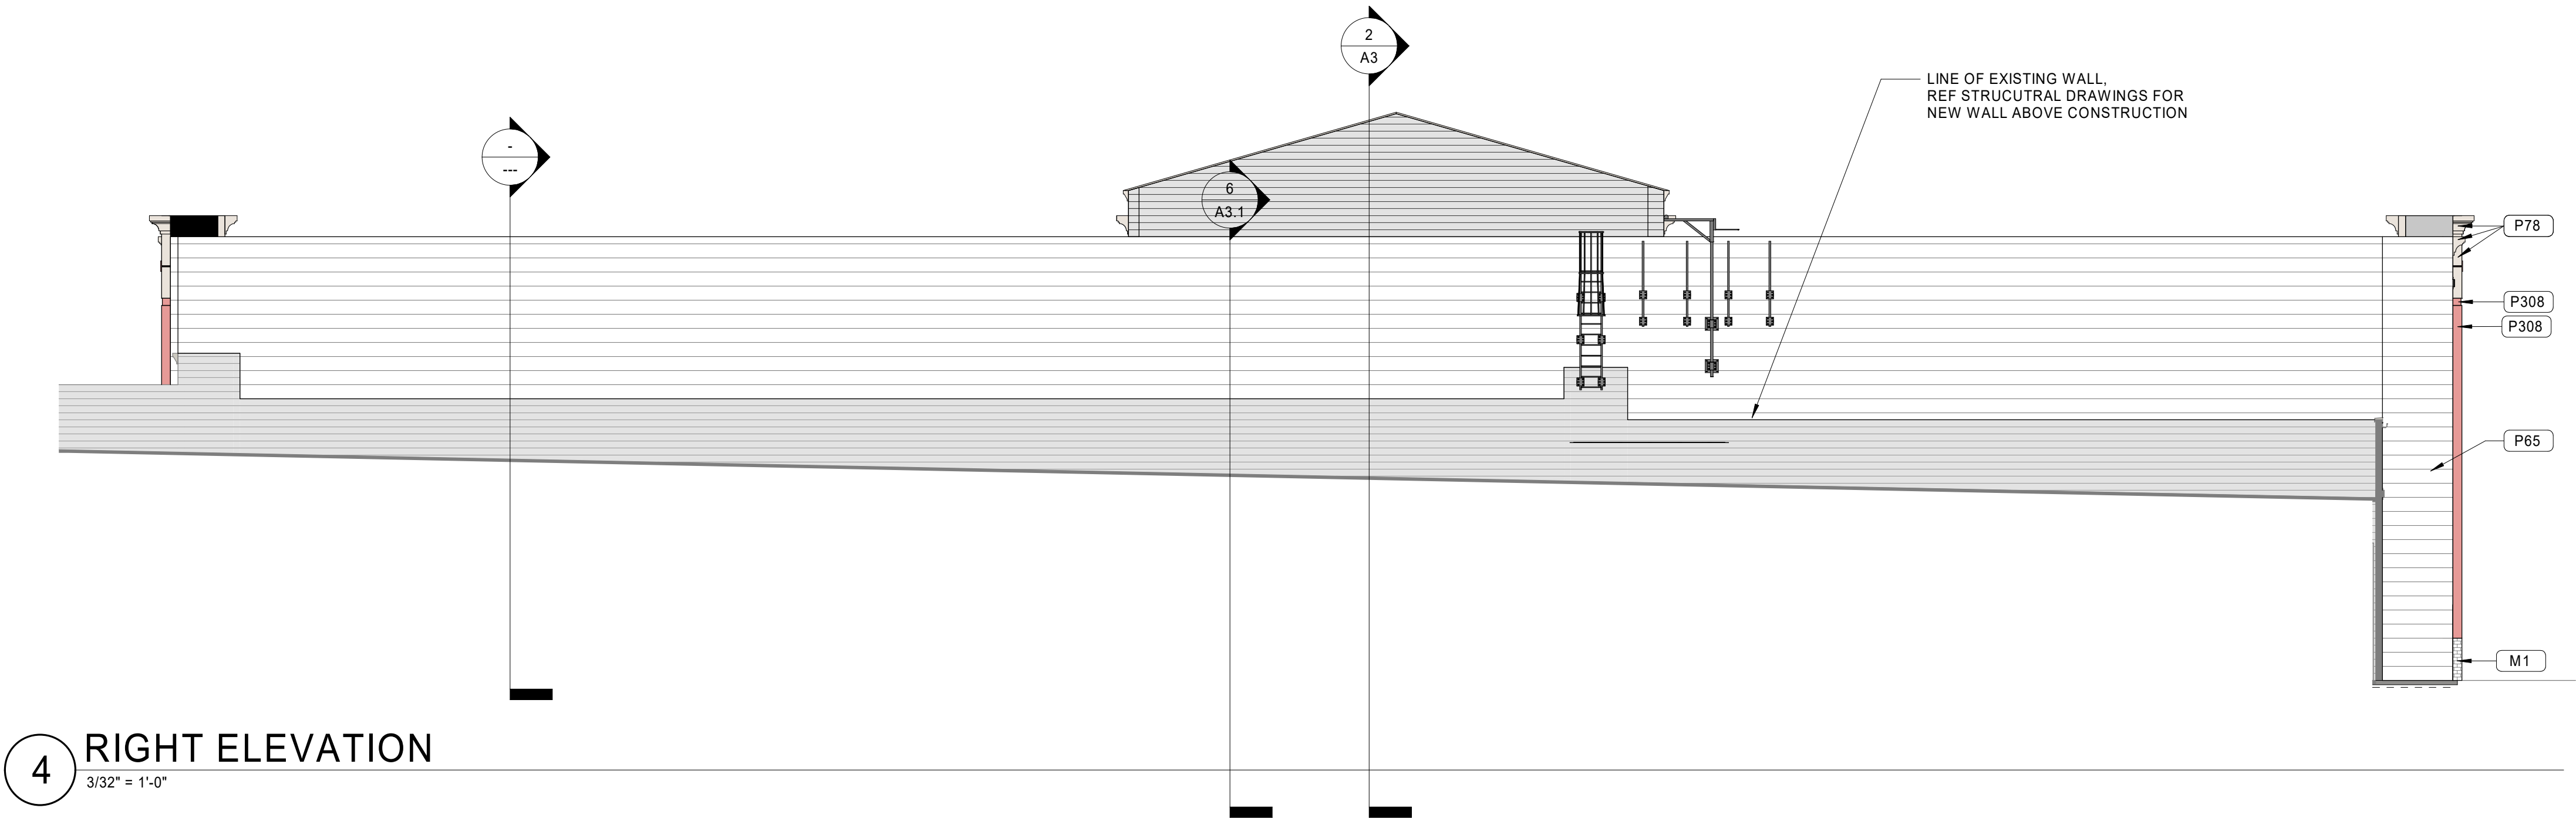 2
A3
LINE OF EXISTING WALL,
REF STRUCUTRAL DRAWINGS FOR
NEW WALL ABOVE CONSTRUCTION
-
---
6
A3.1
P78
P308
P308
P65
M1
4
RIGHT ELEVATION
3/32" = 1'-0"